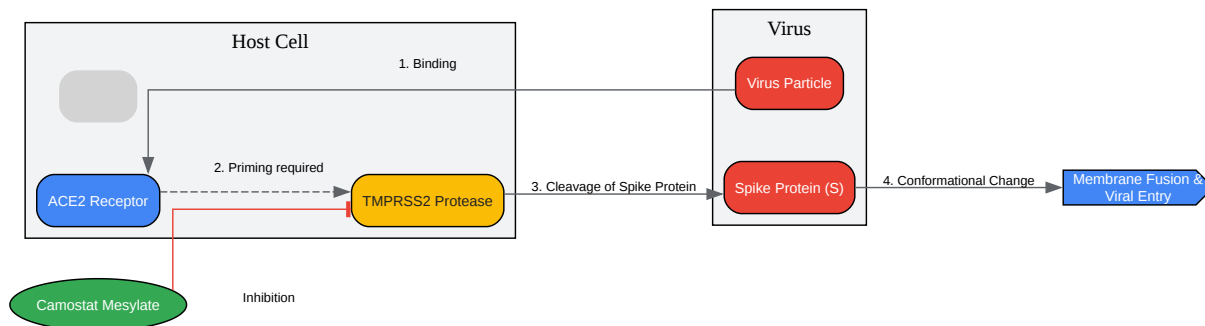 Host Cell
Virus
1. Binding
Virus Particle
2. Priming required
ACE2 Receptor
TMPRSS2 Protease
3. Cleavage of Spike Protein
Spike Protein (S)
4. Conformational Change
Membrane Fusion &
Viral Entry
Camostat Mesylate
Inhibition